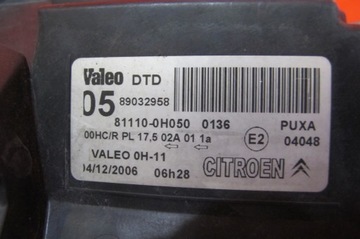 Valeo DTD
05 89032958
81110-0H050 0136 PUXA
00HC/R PL 17,5 02A 01 1a E2 04048
VALEO 0H-11 CITROEN
04/12/2006 06h28